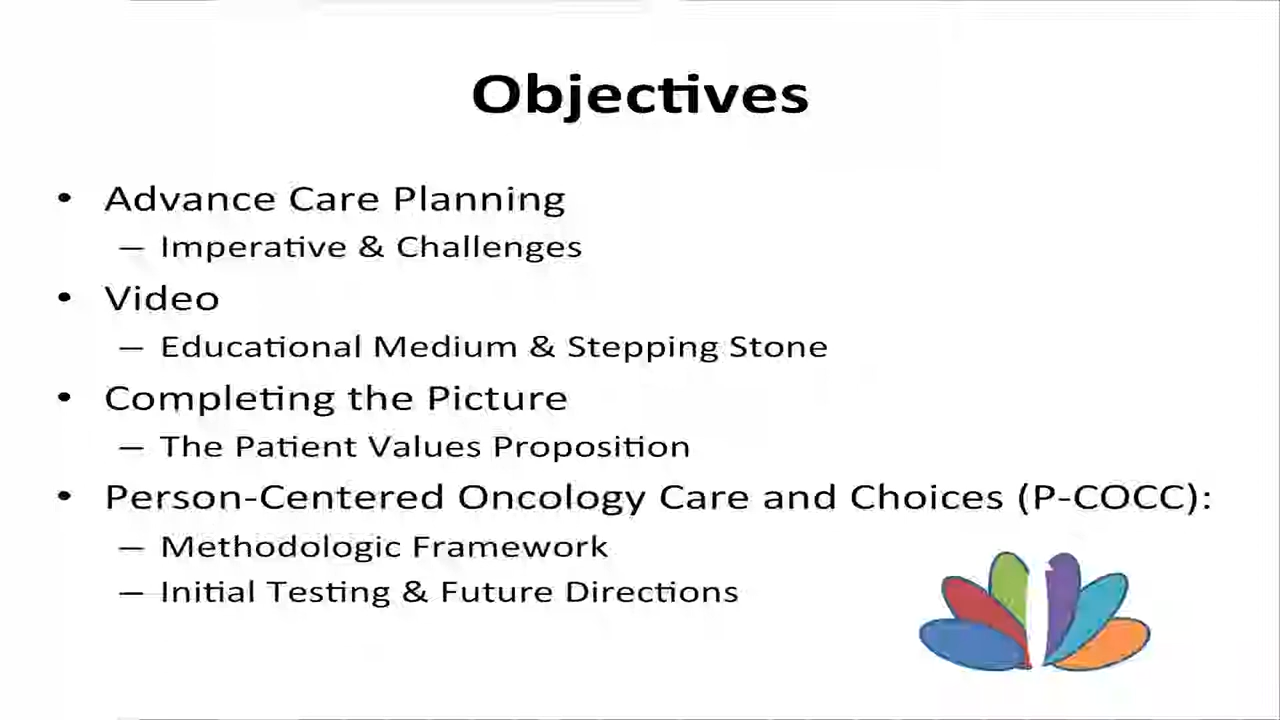 Objectives
• Advance Care Planning
– Imperative & Challenges
• Video
– Educational Medium & Stepping Stone
• Completing the Picture
– The Patient Values Proposition
• Person-Centered Oncology Care and Choices (P-COCC):
– Methodologic Framework
– Initial Testing & Future Directions